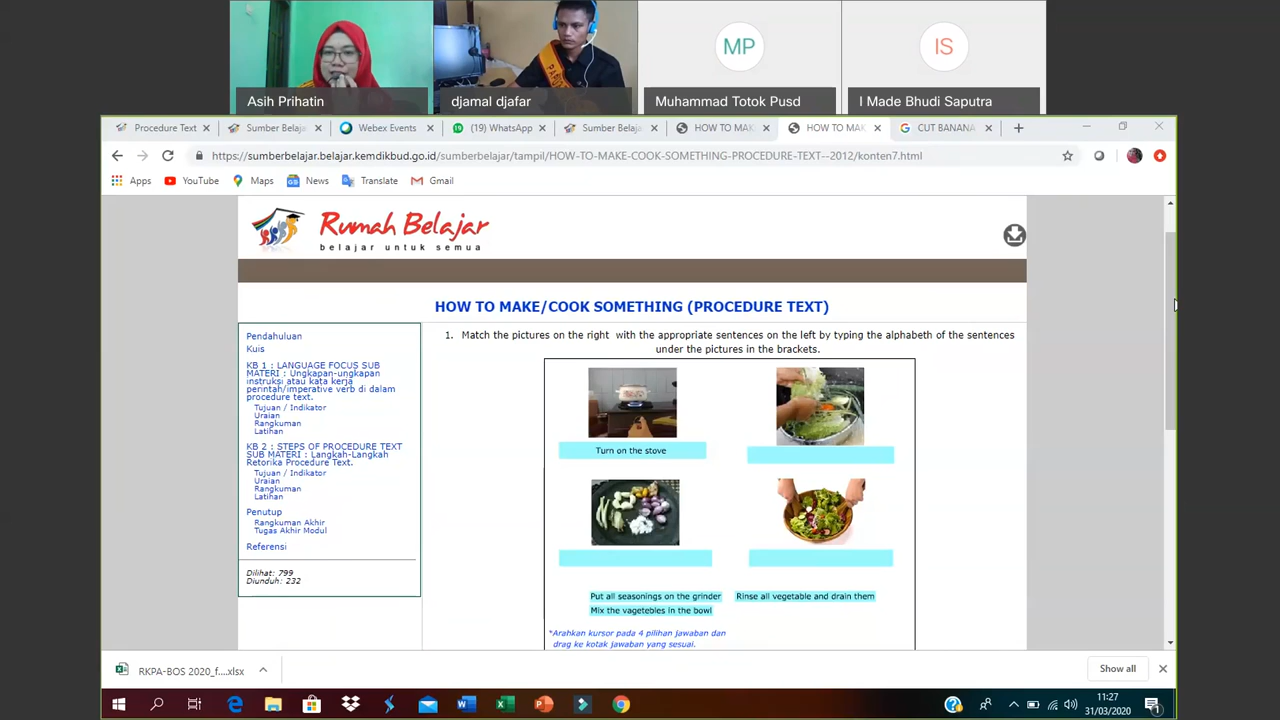 MP
IS
Asih Prihatin
djamal djafar
Muhammad Totok Pusd
I Made Bhudi Saputra
Procedure Text
Sumber Belaja
Webex Events
(19) WhatsApp
Sumber Belaja
HOW TO MAK
HOW TO MAK
CUT BANANA
https://sumberbelajar.belajar.kemdikbud.go.id/sumberbelajar/tampil/HOW-TO-MAKE-COOK-SOMETHING-PROCEDURE-TEXT--2012/konten7.html
Apps
YouTube
Maps
News
Translate
Gmail
Rumah Belajar
belajar untuk semua
HOW TO MAKE/COOK SOMETHING (PROCEDURE TEXT)
Pendahuluan
Kuis
KB 1 : LANGUAGE FOCUS SUB
MATERI : Ungkapan-ungkapan
instruksi atau kata kerja
perintah/imperative verb di dalam
procedure text.
Tujuan / Indikator
Uraian
Rangkuman
Latihan
KB 2 : STEPS OF PROCEDURE TEXT
SUB MATERI : Langkah-Langkah
Retorika Procedure Text.
Tujuan / Indikator
Uraian
Rangkuman
Latihan
Penutup
Rangkuman Akhir
Tugas Akhir Modul
Referensi
Dilihat: 799
Diunduh: 232
1. Match the pictures on the right with the appropriate sentences on the left by typing the alphabeth of the sentences
under the pictures in the brackets.
Turn on the stove
Put all seasonings on the grinder
Rinse all vegetable and drain them
Mix the vagetebles in the bowl
*Arahkan kursor pada 4 pilihan jawaban dan
drag ke kotak jawaban yang sesuai.
RKPA-BOS 2020_f....xlsx
Show all
11:27
31/03/2020